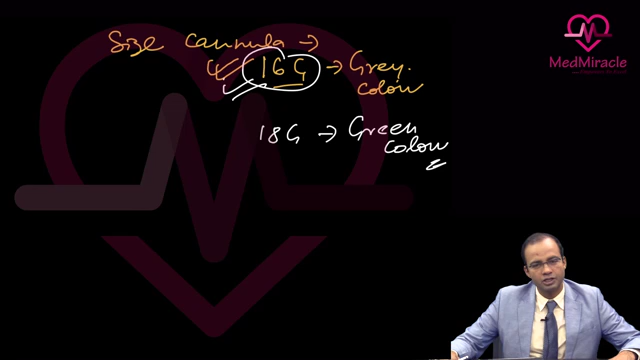 MedMiracle
Size cannula →
16G → Grey.
colour
18G → Green
colour